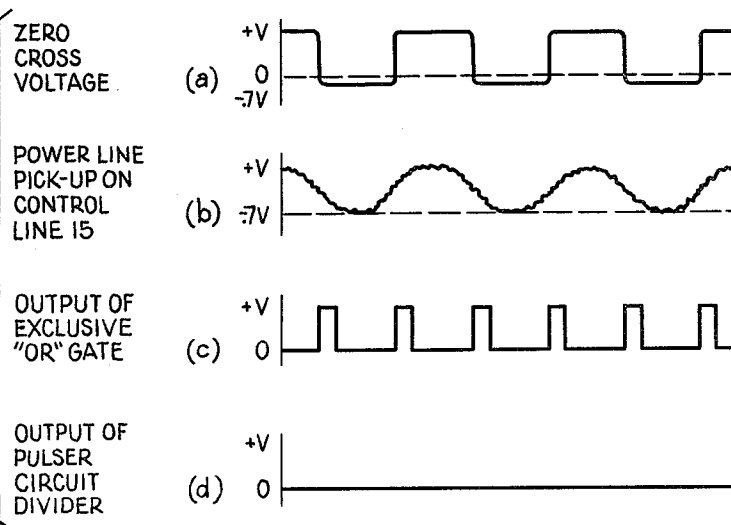 ZERO
CROSS
VOLTAGE
(a)
+V
0
-.7V
POWER LINE
PICK-UP ON
CONTROL
LINE 15
(b)
+V
-.7V
OUTPUT OF
EXCLUSIVE
"OR" GATE
(c)
+V
0
OUTPUT OF
PULSER
CIRCUIT
DIVIDER
(d)
+V
0